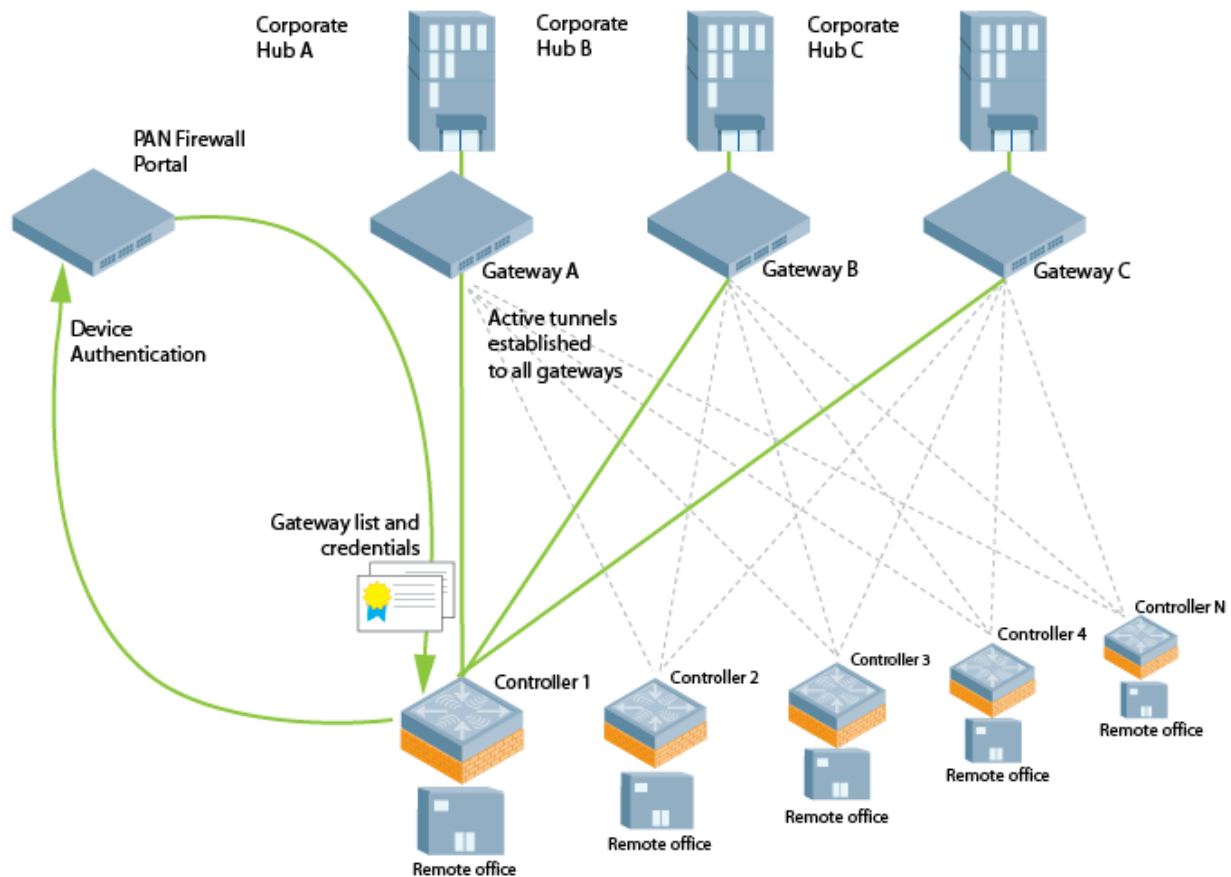 Corporate
Hub A
Corporate
Hub B
Corporate
Hub C
PAN Firewall
Portal
Gateway A
Gateway B
Gateway C
Device
Authentication
Active tunnels
established
to all gateways
Gateway list and
credentials
Controller 1
Controller 2
Controller 3
Controller 4
Controller N
Remote office
Remote office
Remote office
Remote office
Remote office